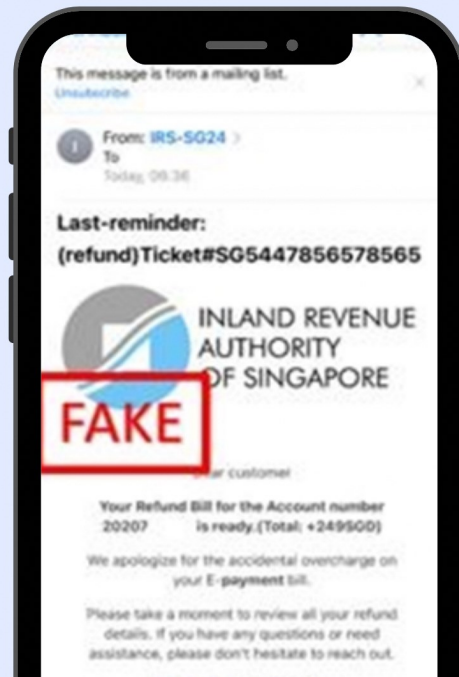 This message is from a mailing list.
Unsubscribe
From: IRS-SG24 >
To
Today, 09:36
Last-reminder:
(refund)Ticket#SG5447856578565
INLAND REVENUE
AUTHORITY
OF SINGAPORE
FAKE
customer
Your Refund Bill for the Account number
20207 is ready.(Total: +249SGD)
We apologize for the accidental overcharge on
your E-payment bill.
Please take a moment to review all your refund
details. If you have any questions or need
assistance, please don't hesitate to reach out.